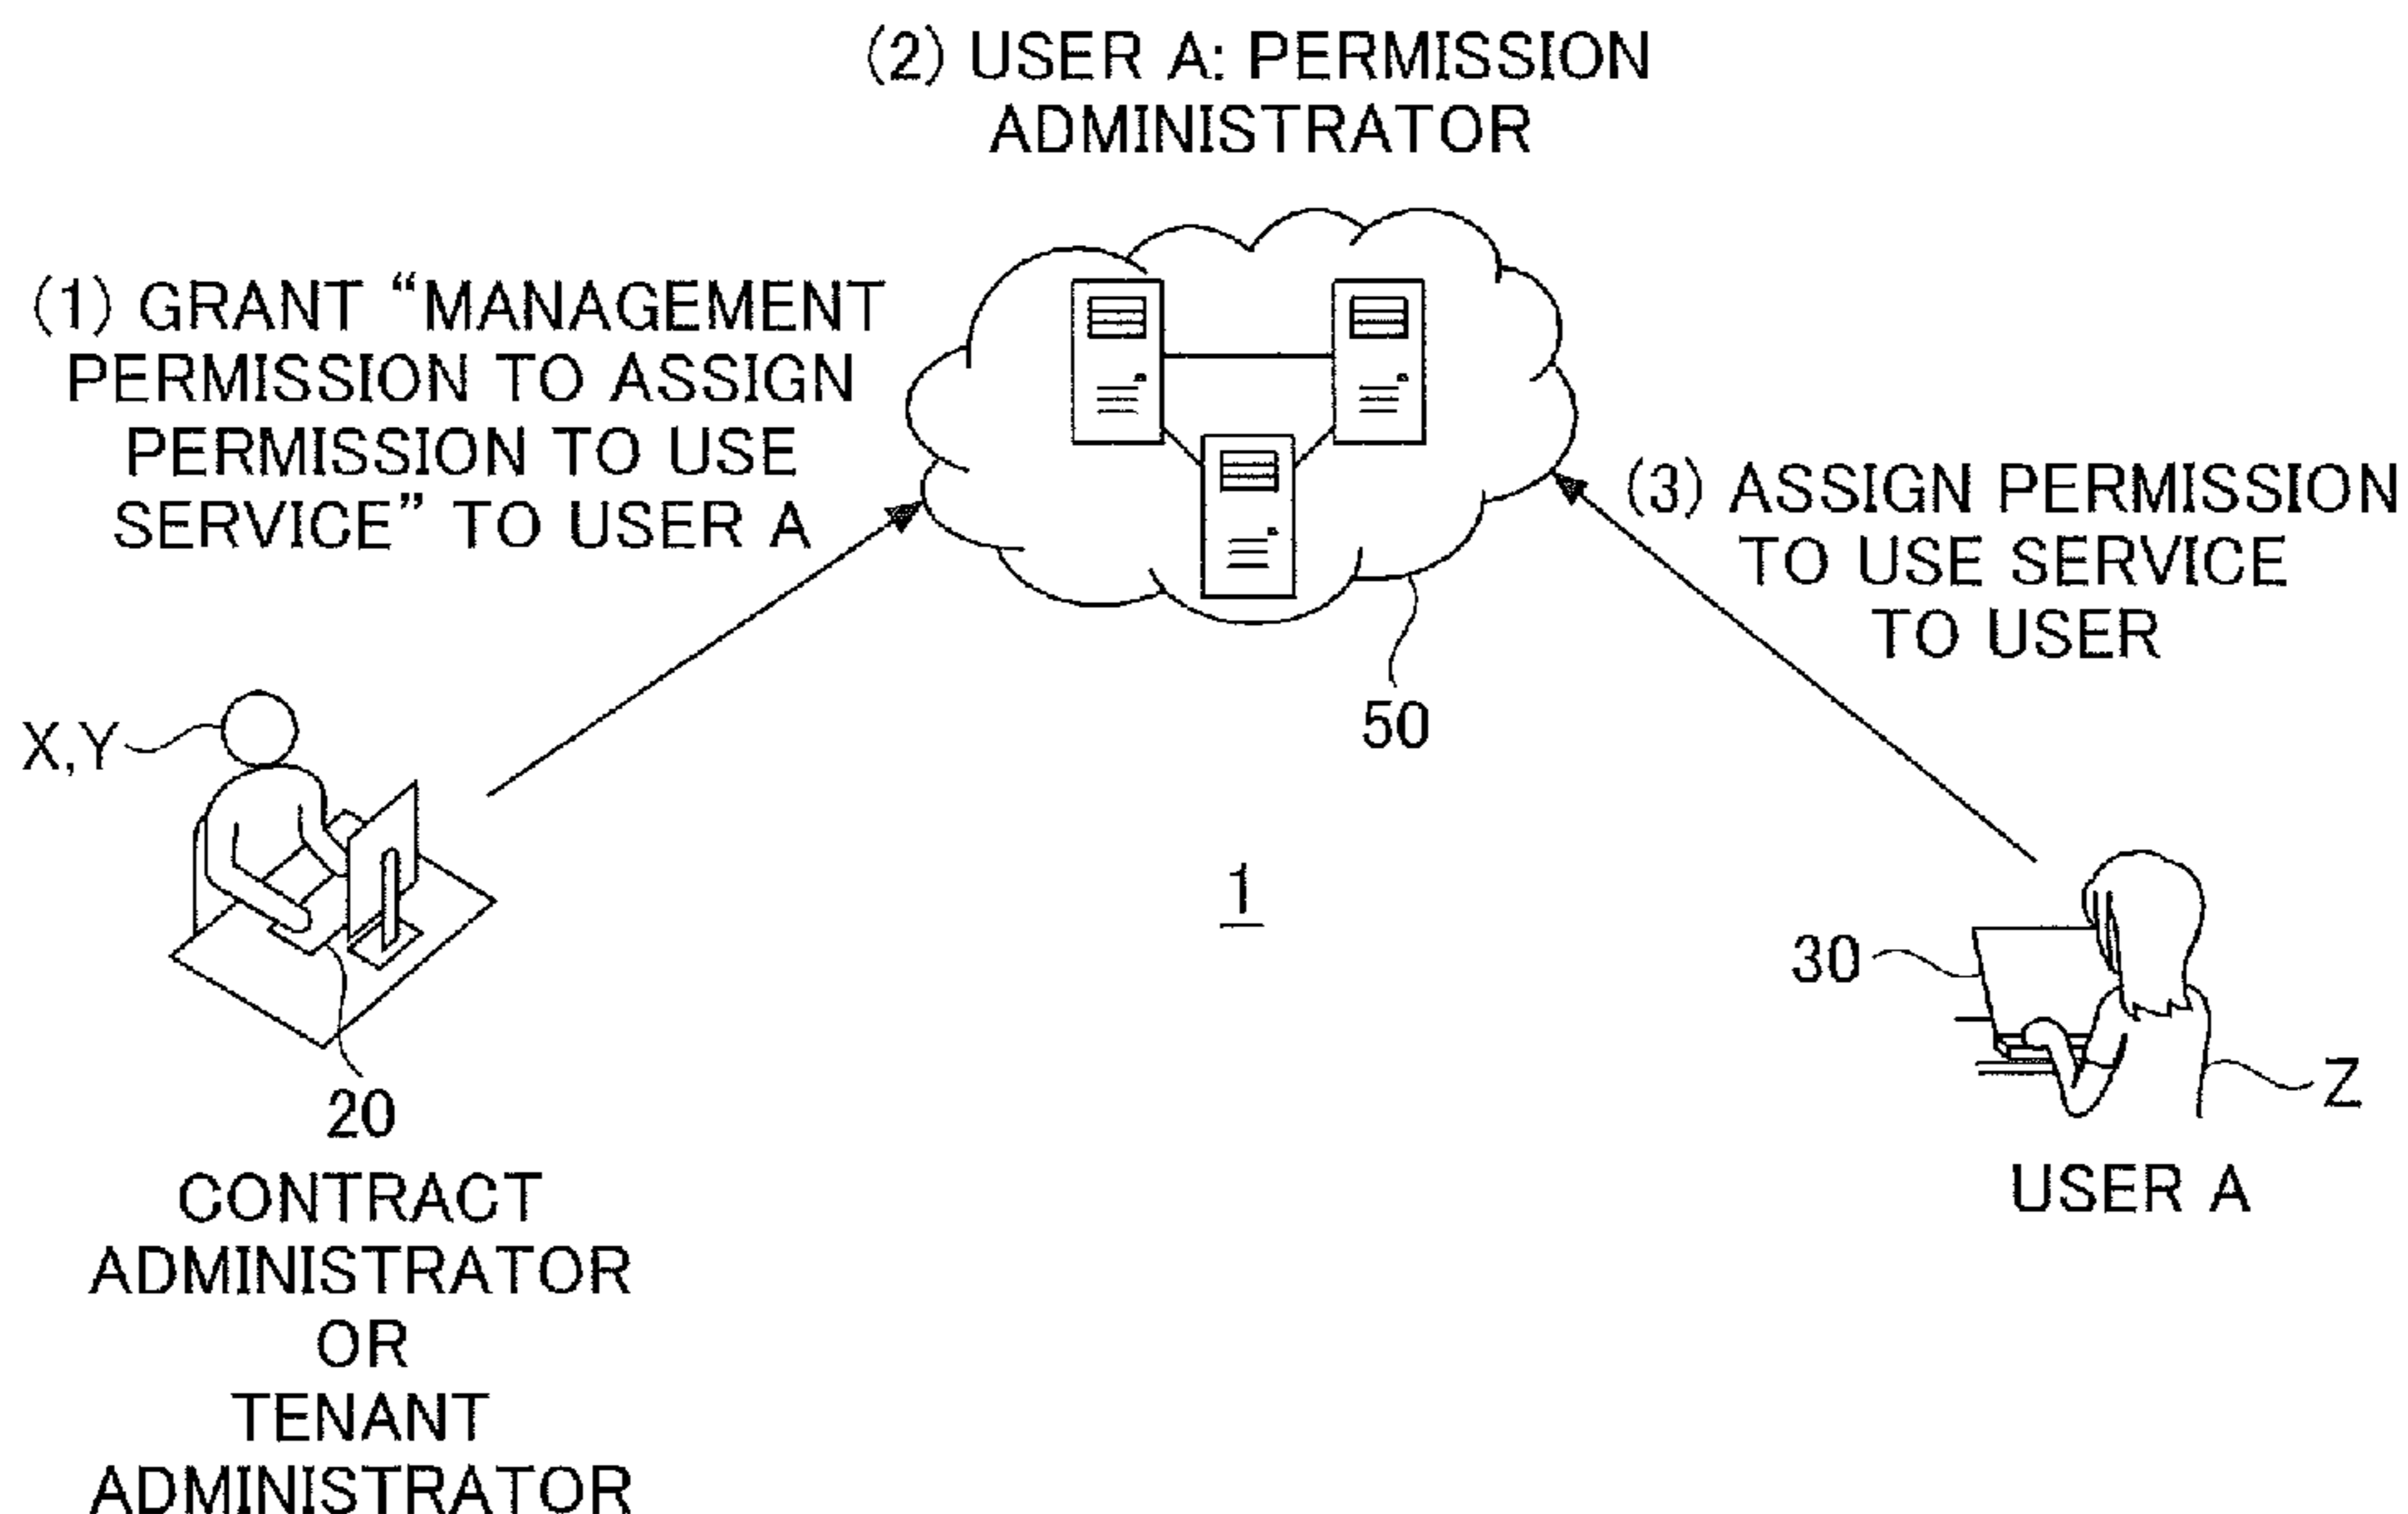 (2) USER A: PERMISSION
ADMINISTRATOR
(1) GRANT “MANAGEMENT
PERMISSION TO ASSIGN
PERMISSION TO USE
SERVICE” TO USER A
(3) ASSIGN PERMISSION
TO USE SERVICE
TO USER
50
X,Y
1
30
Z
20
CONTRACT
ADMINISTRATOR
OR
TENANT
ADMINISTRATOR
USER A